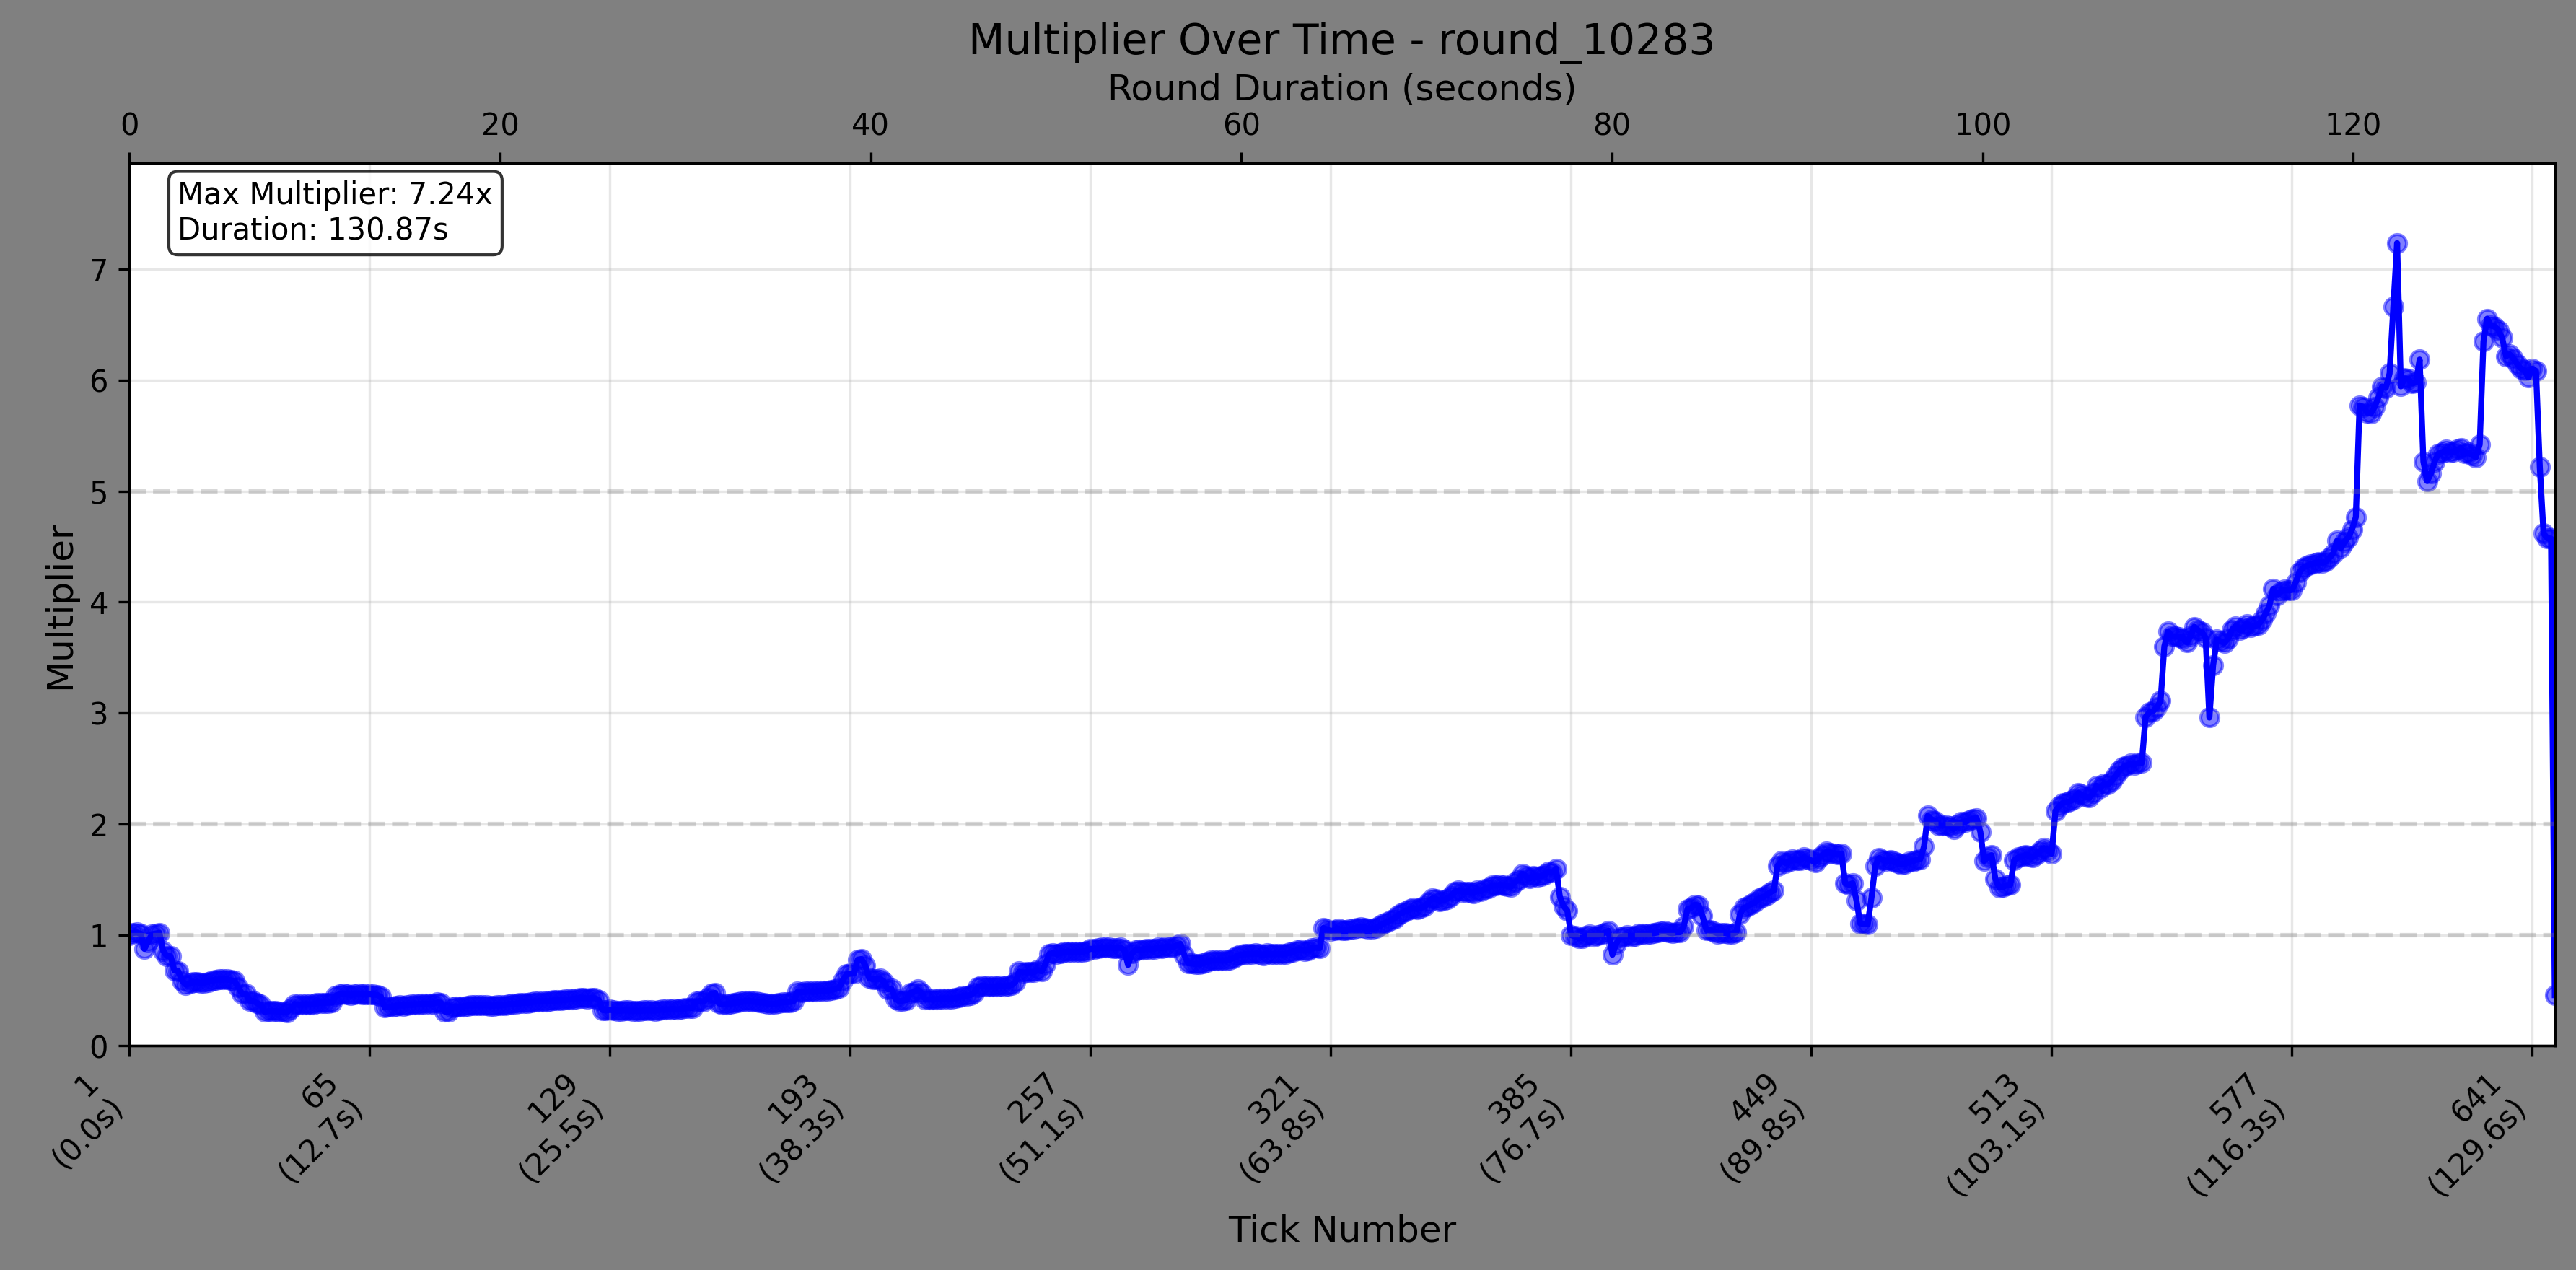 Multiplier Over Time - round_10283
Round Duration (seconds)
0 20 40 60 80 100 120
Max Multiplier: 7.24x
Duration: 130.87s
Multiplier
7
6
5
4
3
2
1
0
1
(0.0s)
65
(12.7s)
129
(25.5s)
193
(38.3s)
257
(51.1s)
321
(63.8s)
385
(76.7s)
449
(89.8s)
513
(103.1s)
577
(116.3s)
641
(129.6s)
Tick Number